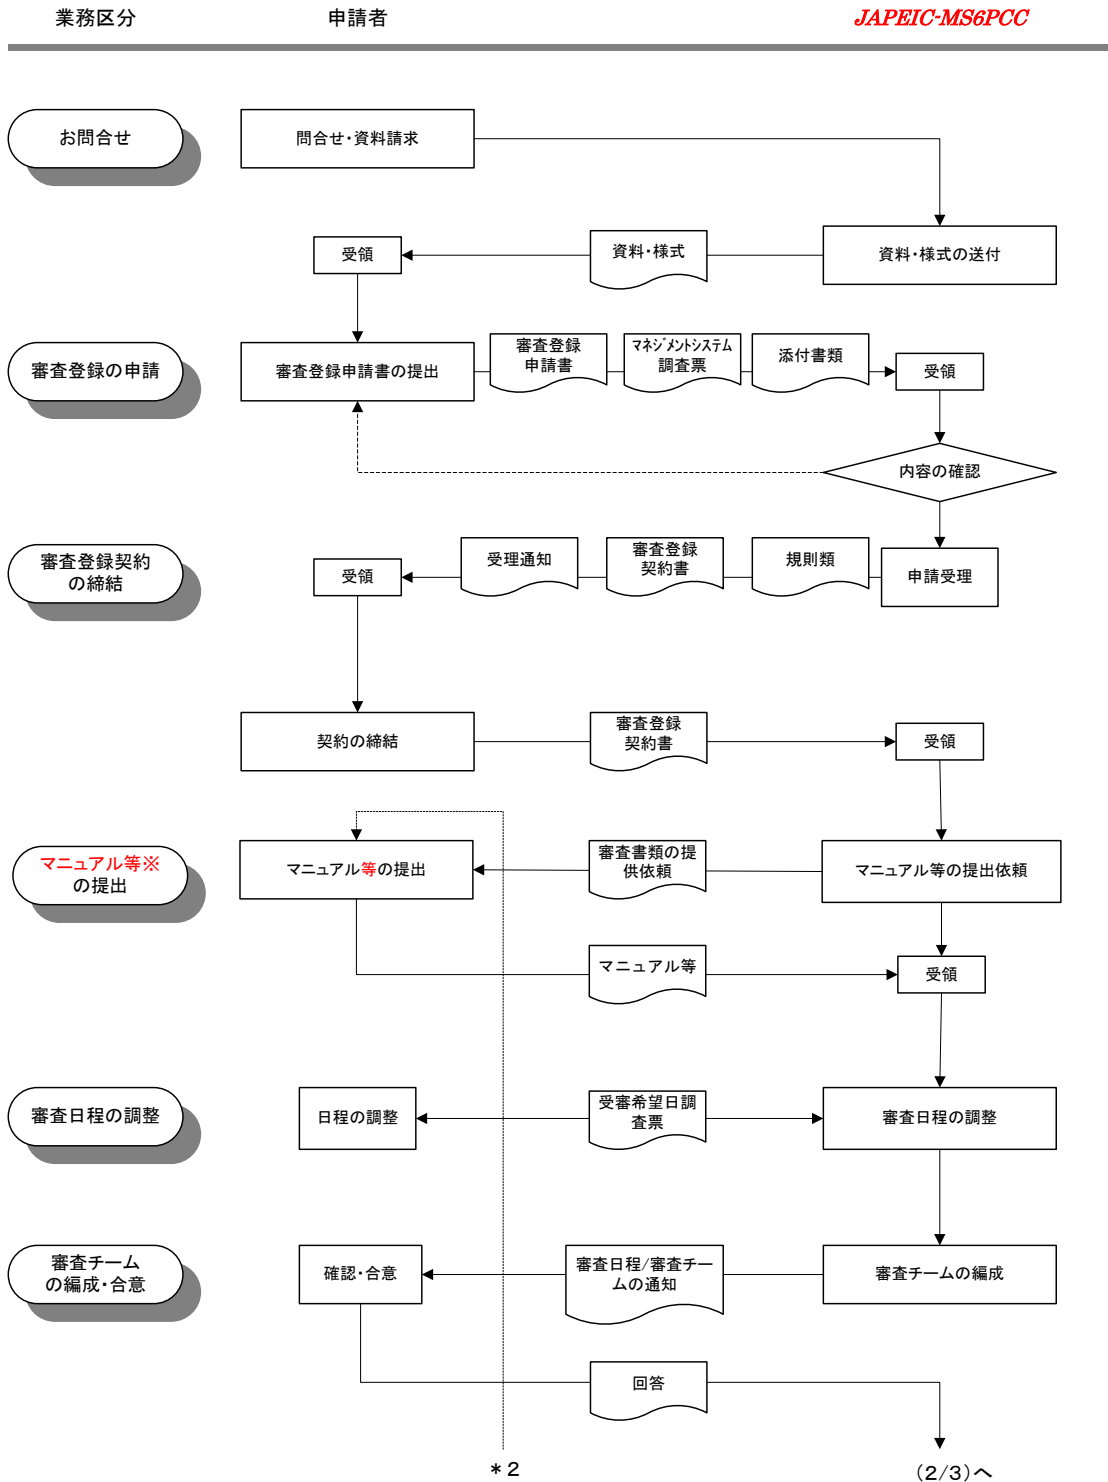 業務区分
申請者
JAPEIC-MS6PCC
お問合せ
問合せ・資料請求
受領
資料・様式
資料・様式の送付
審査登録の申請
審査登録申請書の提出
審査登録
申請書
マネジメントシステム
調査票
添付書類
受領
内容の確認
審査登録契約
の締結
受領
受理通知
審査登録
契約書
規則類
申請受理
契約の締結
審査登録
契約書
受領
マニュアル等※
の提出
マニュアル等の提出
審査書類の提
供依頼
マニュアル等の提出依頼
マニュアル等
受領
審査日程の調整
日程の調整
受審希望日調
査票
審査日程の調整
審査チーム
の編成・合意
確認・合意
審査日程/審査チー
ムの通知
審査チームの編成
回答
*2
(2/3)へ